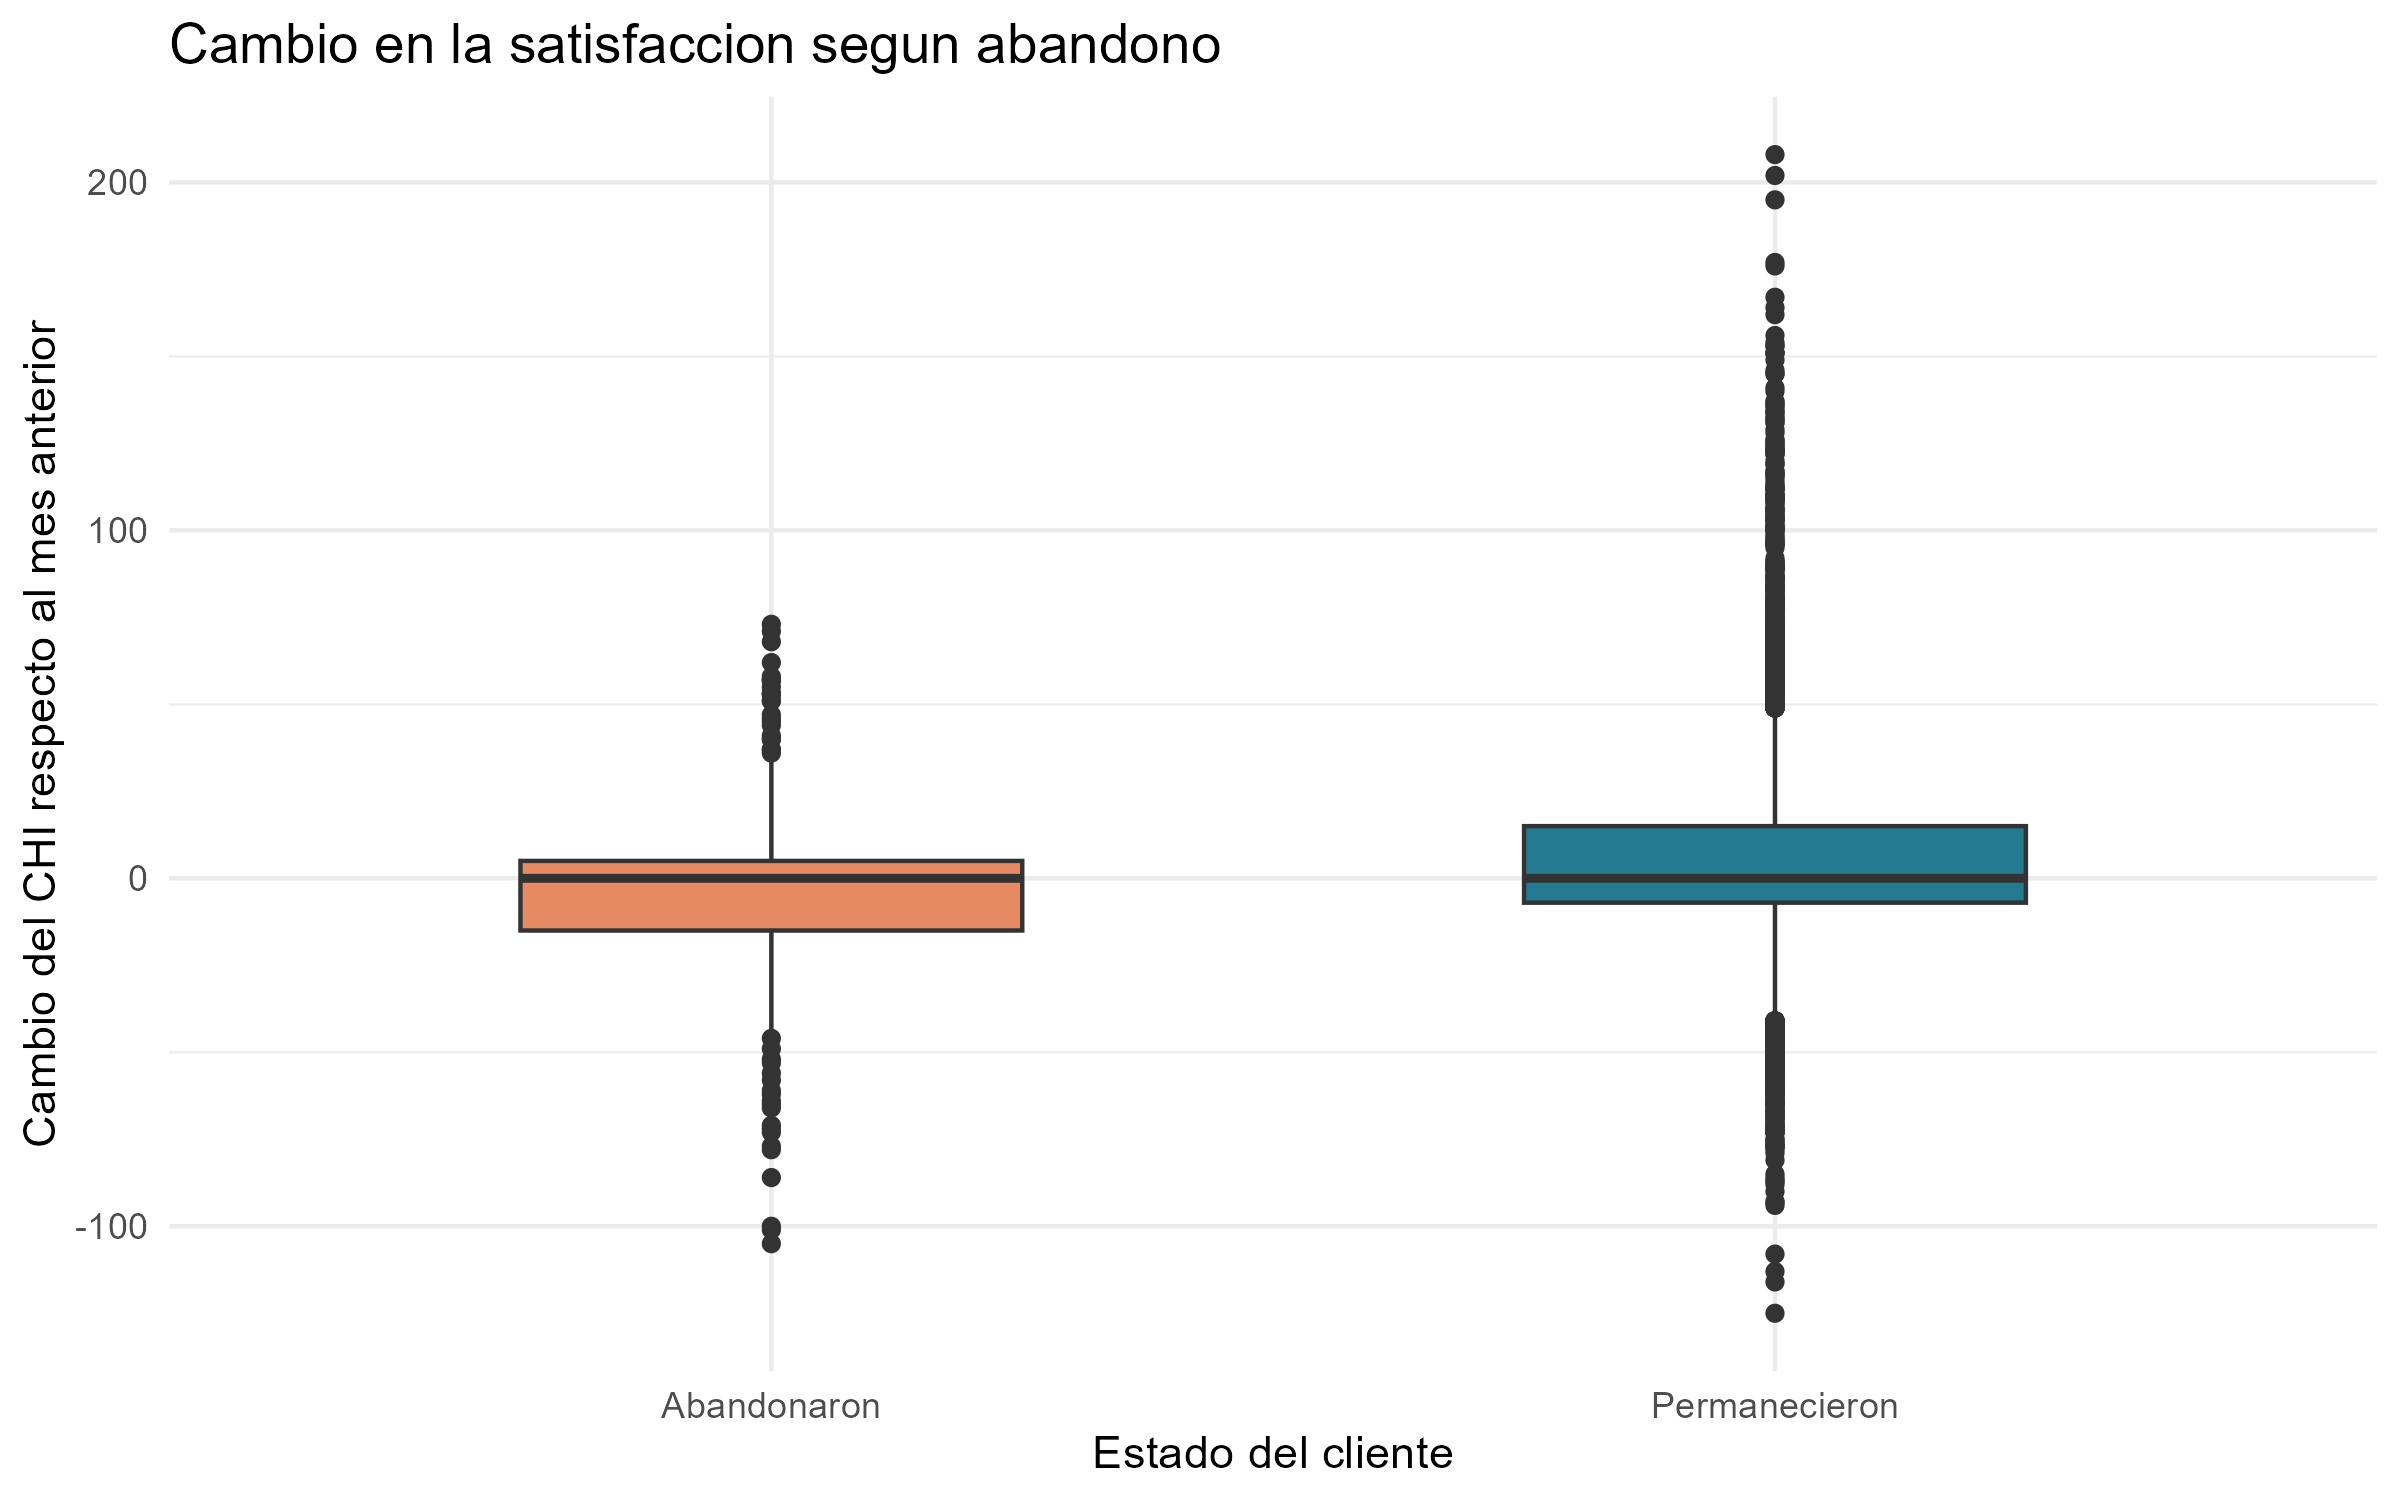 Cambio en la satisfaccion segun abandono
Cambio del CHI respecto al mes anterior
200
100
0
-100
Abandonaron
Permanecieron
Estado del cliente